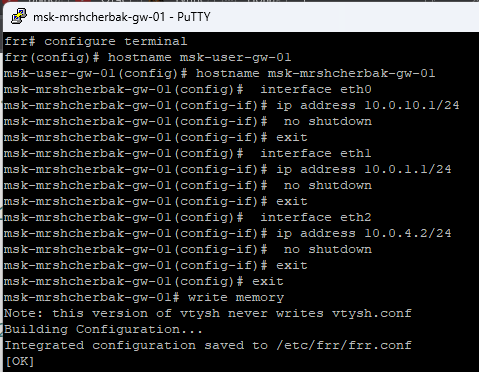 msk-mrshcherbak-gw-01 - PuTTY
frr# configure terminal
frr(config)# hostname msk-user-gw-01
msk-user-gw-01(config)# hostname msk-mrshcherbak-gw-01
msk-mrshcherbak-gw-01(config)#  interface eth0
msk-mrshcherbak-gw-01(config-if)# ip address 10.0.10.1/24
msk-mrshcherbak-gw-01(config-if)#  no shutdown
msk-mrshcherbak-gw-01(config-if)# exit
msk-mrshcherbak-gw-01(config)#  interface eth1
msk-mrshcherbak-gw-01(config-if)# ip address 10.0.1.1/24
msk-mrshcherbak-gw-01(config-if)#  no shutdown
msk-mrshcherbak-gw-01(config-if)# exit
msk-mrshcherbak-gw-01(config)#  interface eth2
msk-mrshcherbak-gw-01(config-if)# ip address 10.0.4.2/24
msk-mrshcherbak-gw-01(config-if)#  no shutdown
msk-mrshcherbak-gw-01(config-if)# exit
msk-mrshcherbak-gw-01(config)# exit
msk-mrshcherbak-gw-01# write memory
Note: this version of vtysh never writes vtysh.conf
Building Configuration...
Integrated configuration saved to /etc/frr/frr.conf
[OK]